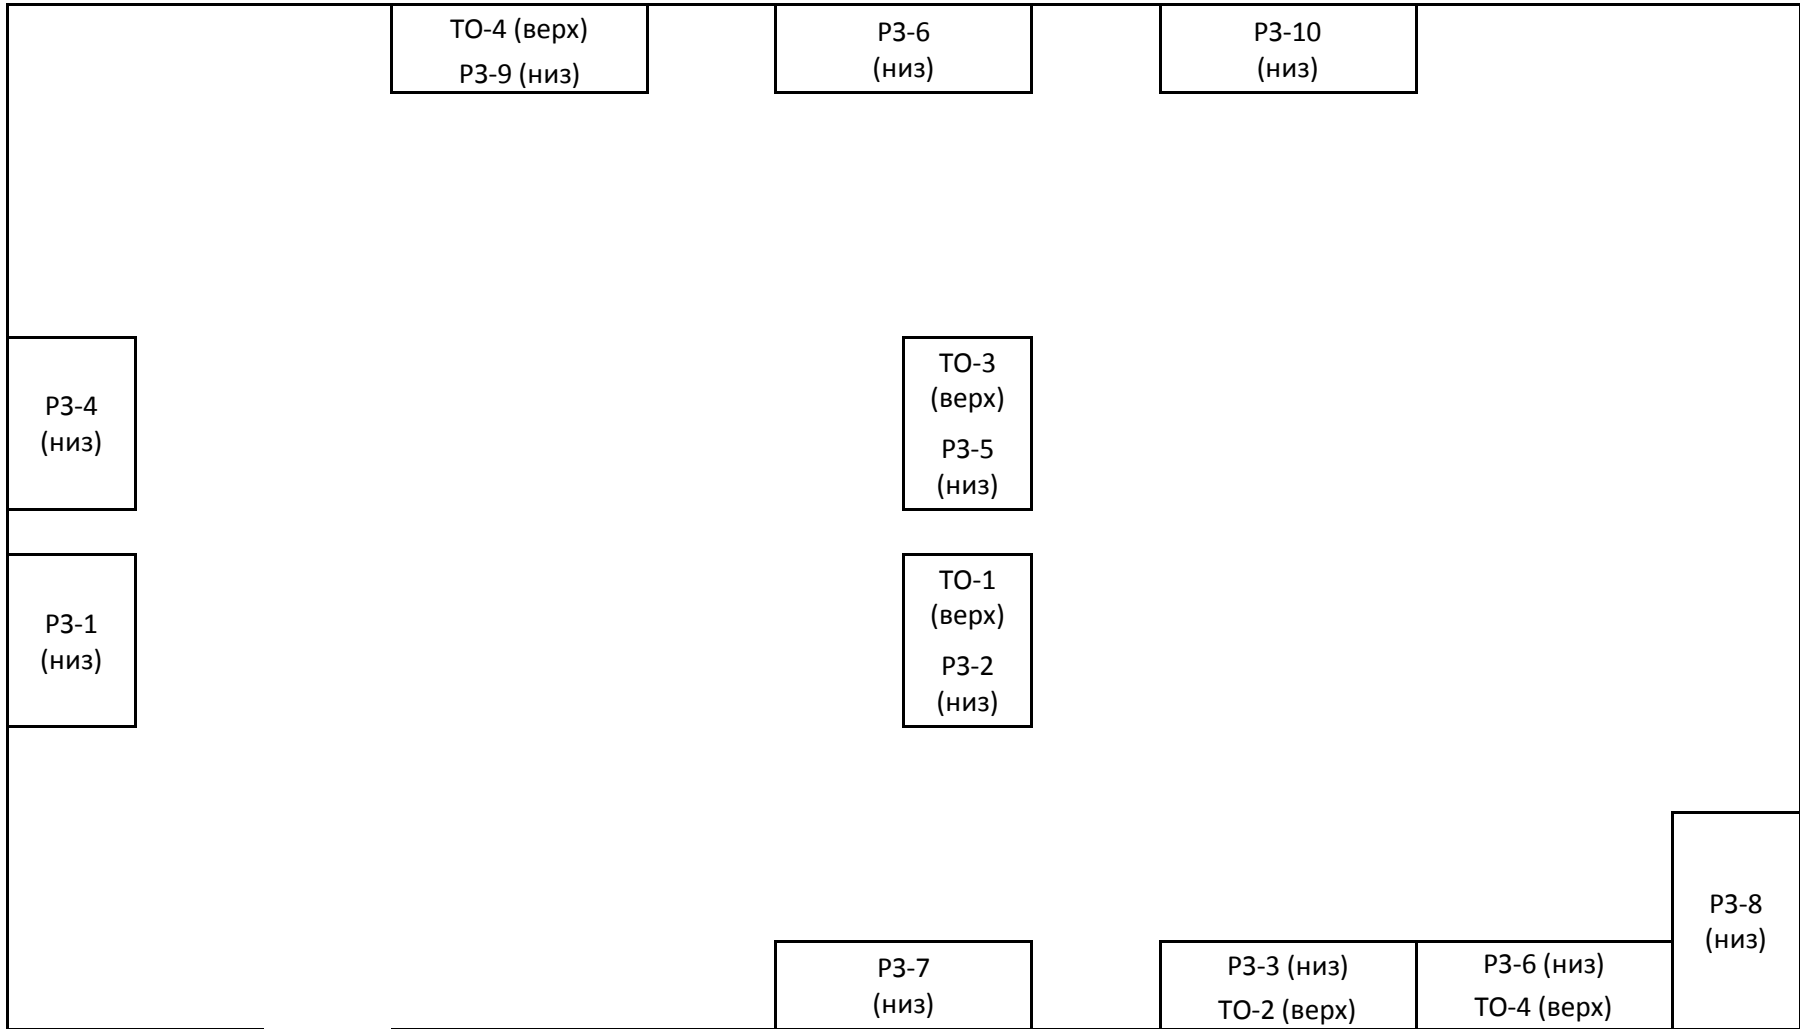 ТО-4 (верх)
РЗ-9 (низ)
РЗ-6
(низ)
РЗ-10
(низ)
РЗ-4
(низ)
ТО-3
(верх)
РЗ-5
(низ)
РЗ-1
(низ)
ТО-1
(верх)
РЗ-2
(низ)
РЗ-8
(низ)
РЗ-7
(низ)
РЗ-3 (низ)
ТО-2 (верх)
РЗ-6 (низ)
ТО-4 (верх)